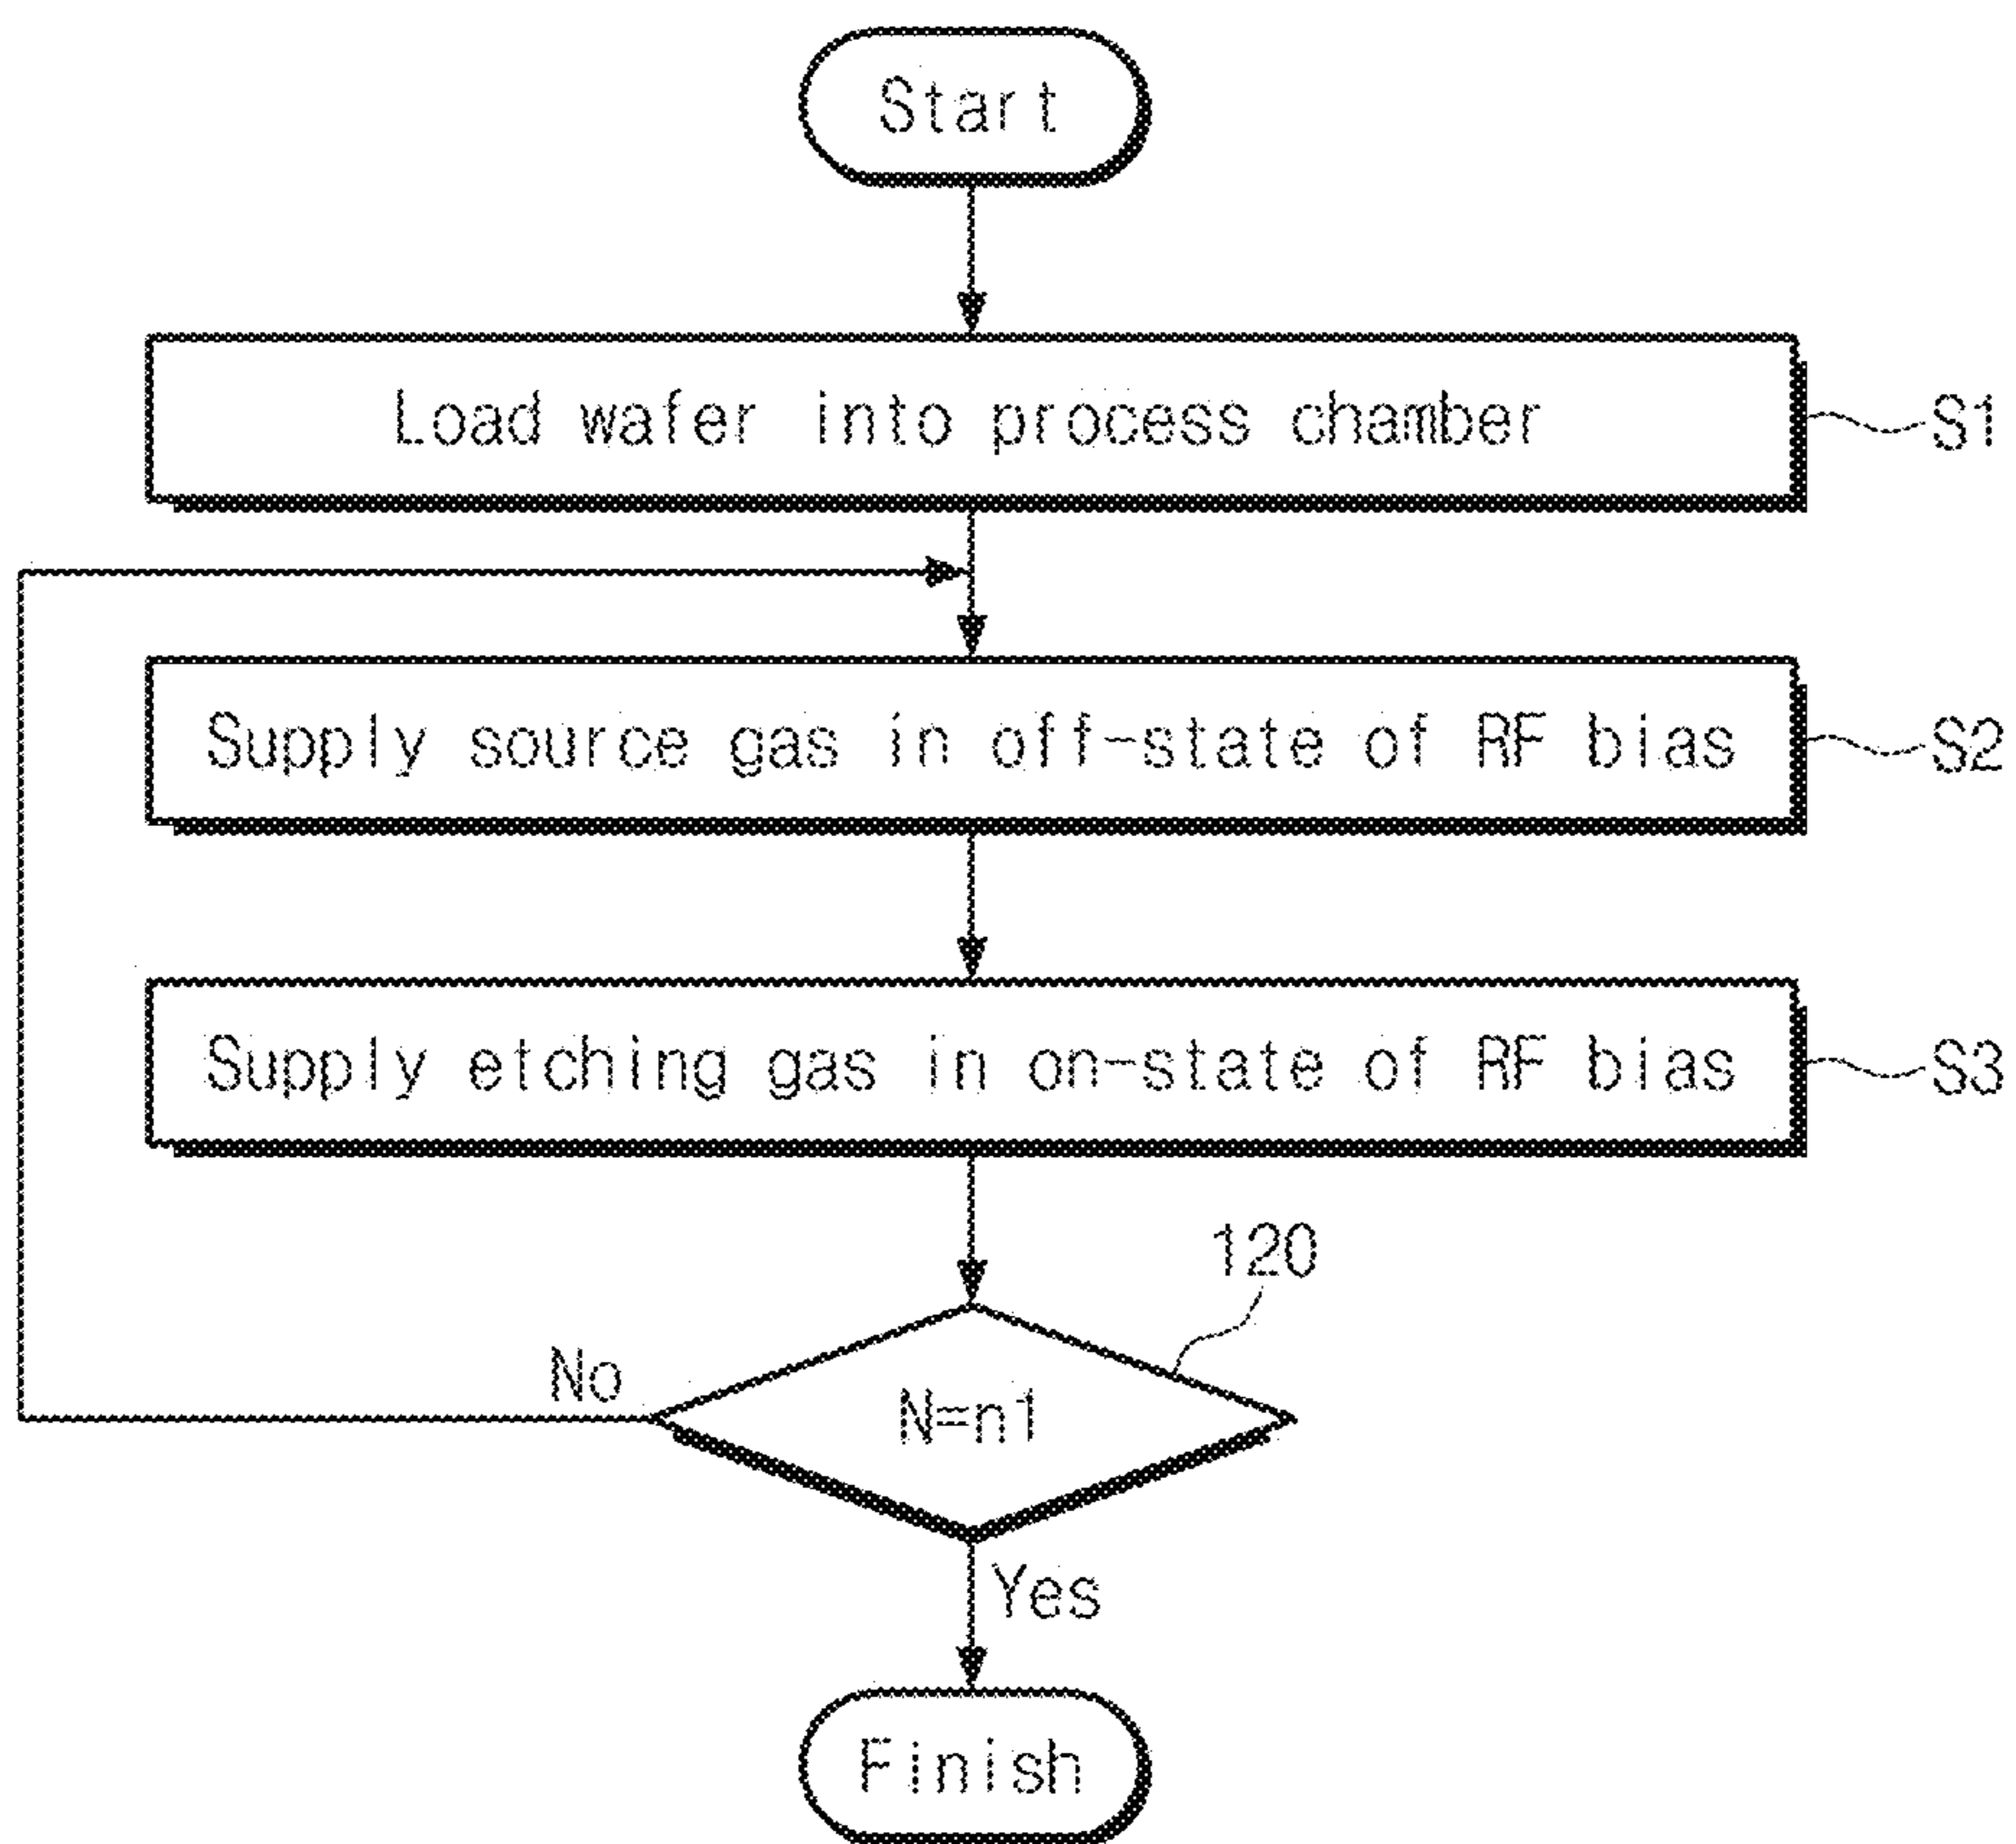 Start
Load wafer into process chamber
S1
Supply source gas in off-state of RF bias
S2
Supply etching gas in on-state of RF bias
S3
120
No
N=n1
Yes
Finish